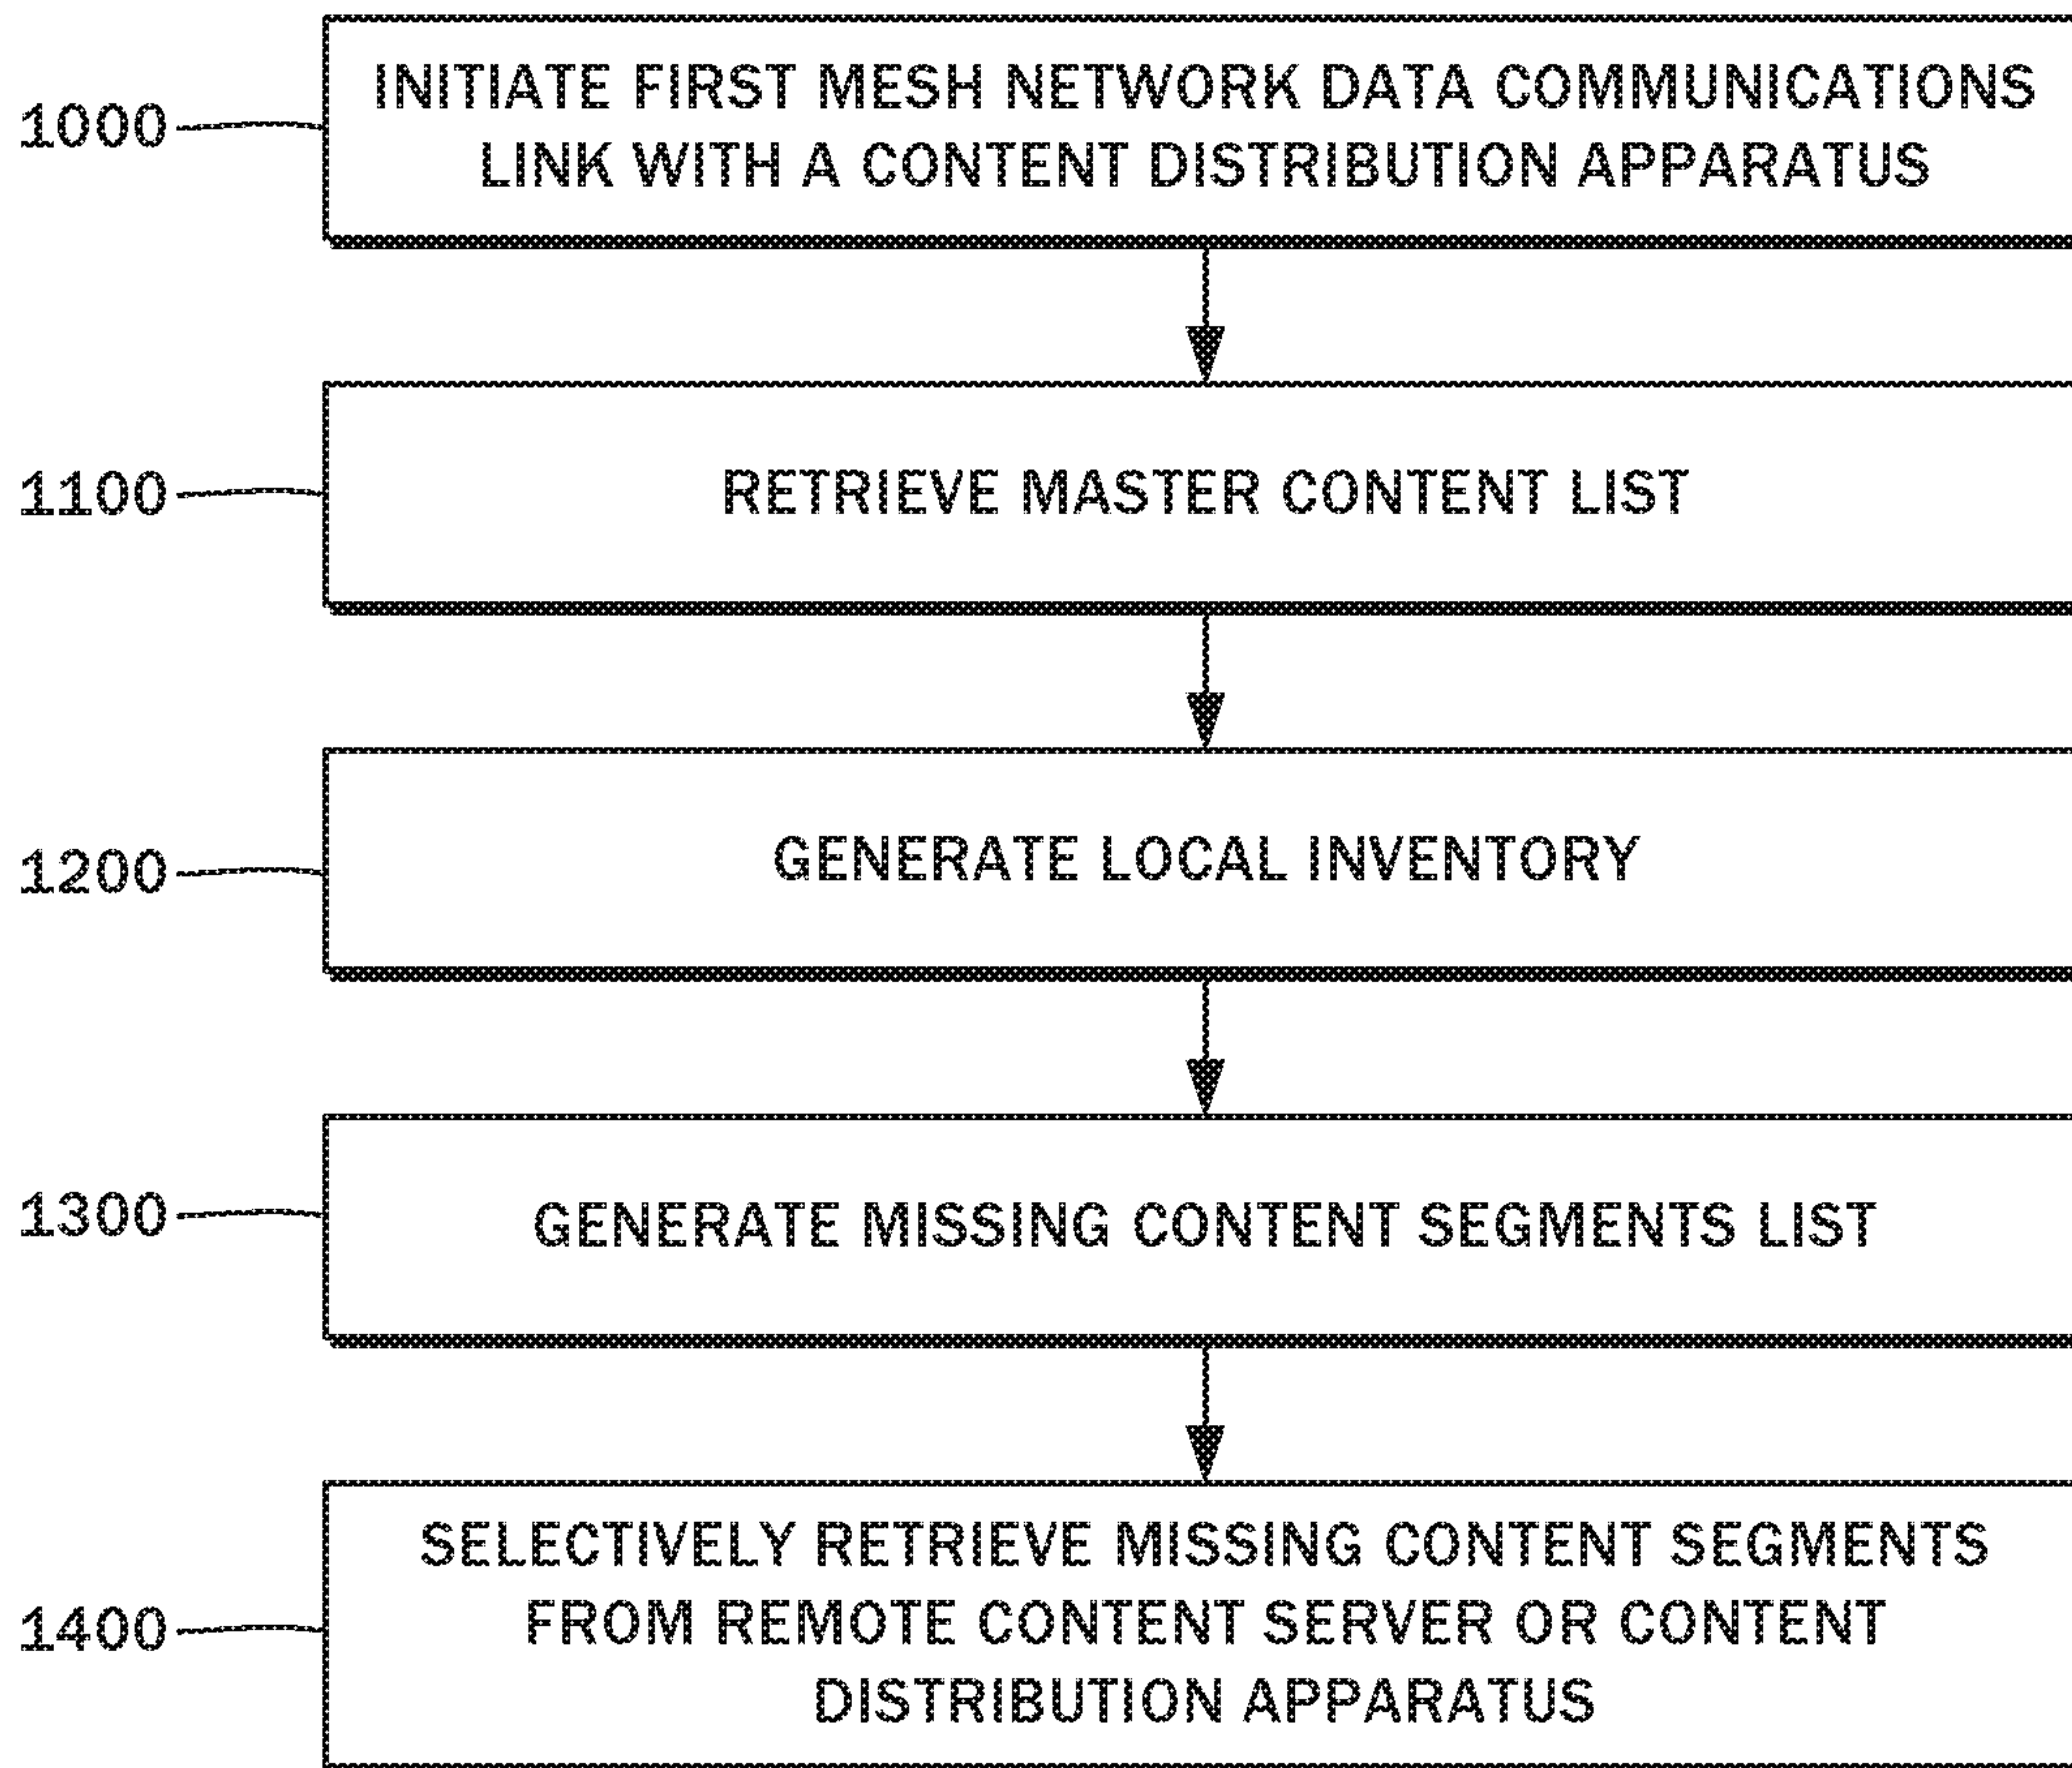 1000
INITIATE FIRST MESH NETWORK DATA COMMUNICATIONS
LINK WITH A CONTENT DISTRIBUTION APPARATUS
1100
RETRIEVE MASTER CONTENT LIST
1200
GENERATE LOCAL INVENTORY
1300
GENERATE MISSING CONTENT SEGMENTS LIST
1400
SELECTIVELY RETRIEVE MISSING CONTENT SEGMENTS
FROM REMOTE CONTENT SERVER OR CONTENT
DISTRIBUTION APPARATUS